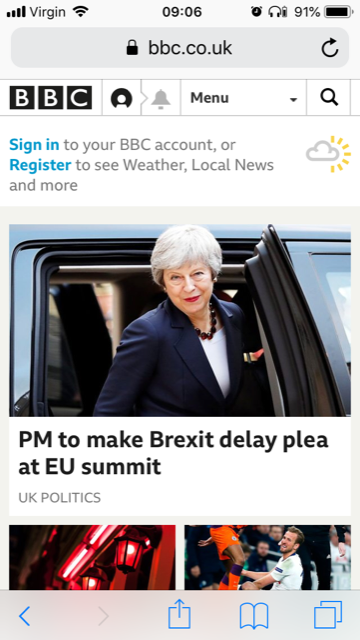 Virgin 09:06 91%
bbc.co.uk
BBC Menu
Sign in to your BBC account, or
Register to see Weather, Local News
and more
PM to make Brexit delay plea
at EU summit
UK POLITICS